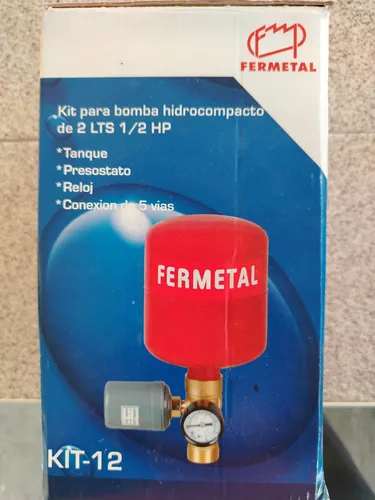 FERMETAL
Kit para bomba hidrocompacto
de 2 LTS 1/2 HP
*Tanque
*Presostato
*Reloj
*Conexion de 5 vias
FERMETAL
KIT-12